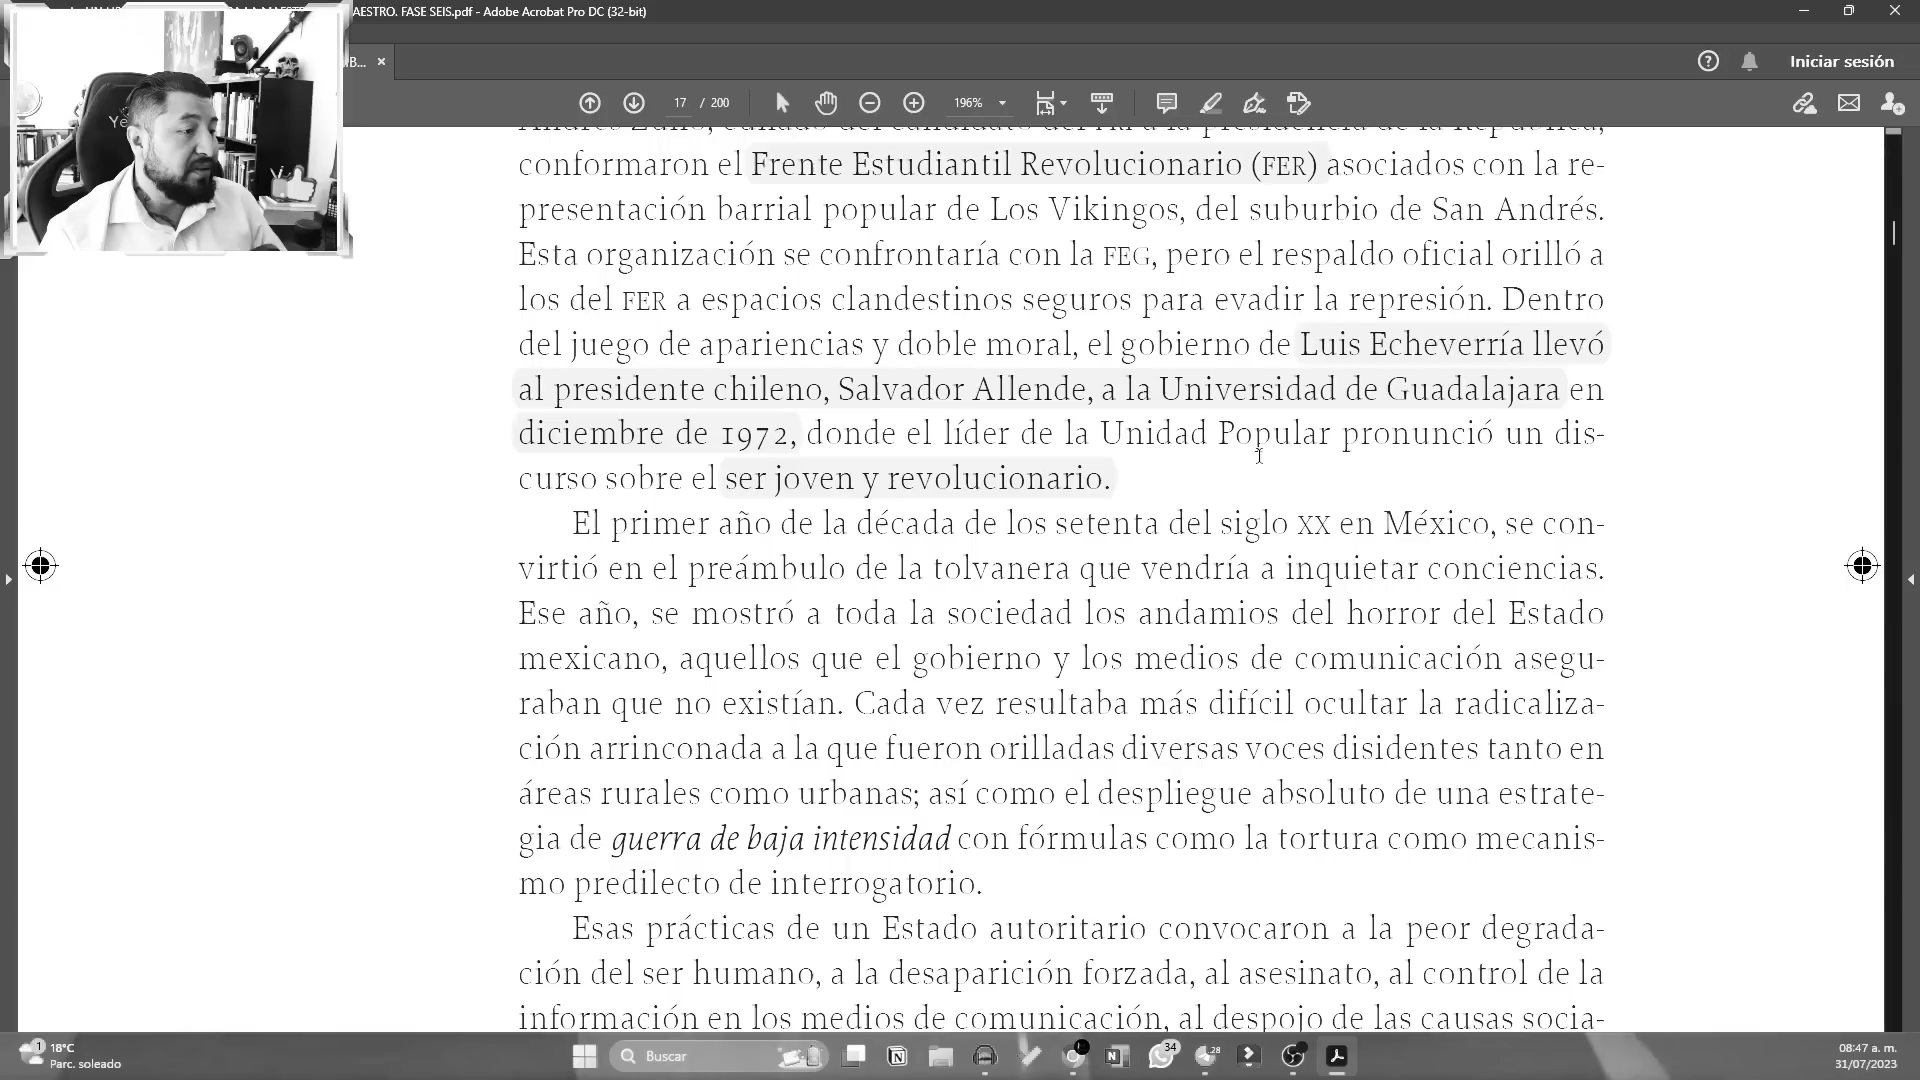 AESTRO. FASE SEIS.pdf - Adobe Acrobat Pro DC (32-bit)
B...
Iniciar sesión
17 / 200
196%
conformaron el Frente Estudiantil Revolucionario (FER) asociados con la re-
presentación barrial popular de Los Vikingos, del suburbio de San Andrés.
Esta organización se confrontaría con la FEG, pero el respaldo oficial orilló a
los del FER a espacios clandestinos seguros para evadir la represión. Dentro
del juego de apariencias y doble moral, el gobierno de Luis Echeverría llevó
al presidente chileno, Salvador Allende, a la Universidad de Guadalajara en
diciembre de 1972, donde el líder de la Unidad Popular pronunció un dis-
curso sobre el ser joven y revolucionario.
El primer año de la década de los setenta del siglo XX en México, se con-
virtió en el preámbulo de la tolvanera que vendría a inquietar conciencias.
Ese año, se mostró a toda la sociedad los andamios del horror del Estado
mexicano, aquellos que el gobierno y los medios de comunicación asegu-
raban que no existían. Cada vez resultaba más difícil ocultar la radicaliza-
ción arrinconada a la que fueron orilladas diversas voces disidentes tanto en
áreas rurales como urbanas; así como el despliegue absoluto de una estrate-
gia de guerra de baja intensidad con fórmulas como la tortura como mecanis-
mo predilecto de interrogatorio.
Esas prácticas de un Estado autoritario convocaron a la peor degrada-
ción del ser humano, a la desaparición forzada, al asesinato, al control de la
información en los medios de comunicación, al despojo de las causas socia-
1
18°C
Parc. soleado
Buscar
34
28
08:47 a. m.
31/07/2023